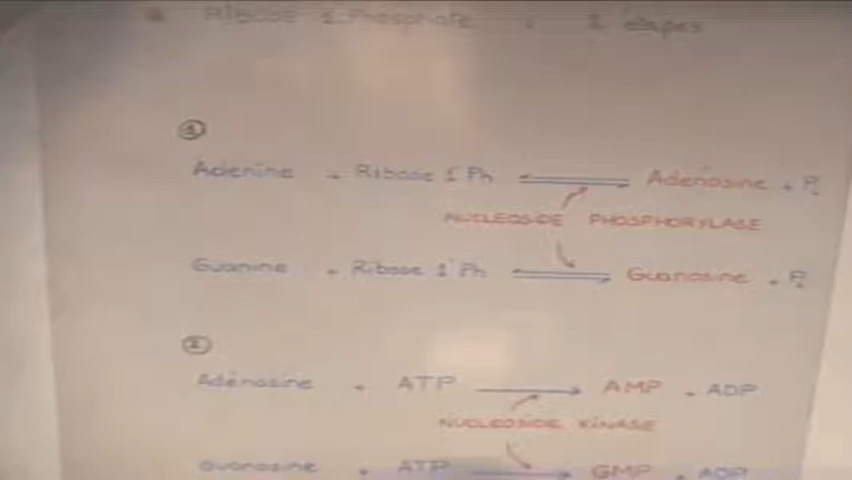 Ribose 1 Phosphate : 2 étapes
①
Adenine + Ribose 1 Ph ⇌ Adénosine + Pi
NUCLEOSIDE PHOSPHORYLASE
Guanine + Ribose 1 Ph ⇌ Guanosine + Pi
②
Adénosine + ATP → AMP + ADP
NUCLEOSIDE KINASE
Guanosine + ATP → GMP + ADP